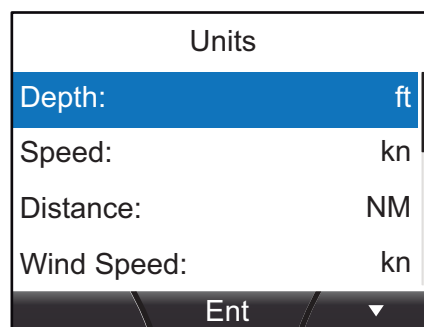 Units
Depth: ft
Speed: kn
Distance: NM
Wind Speed: kn
Ent